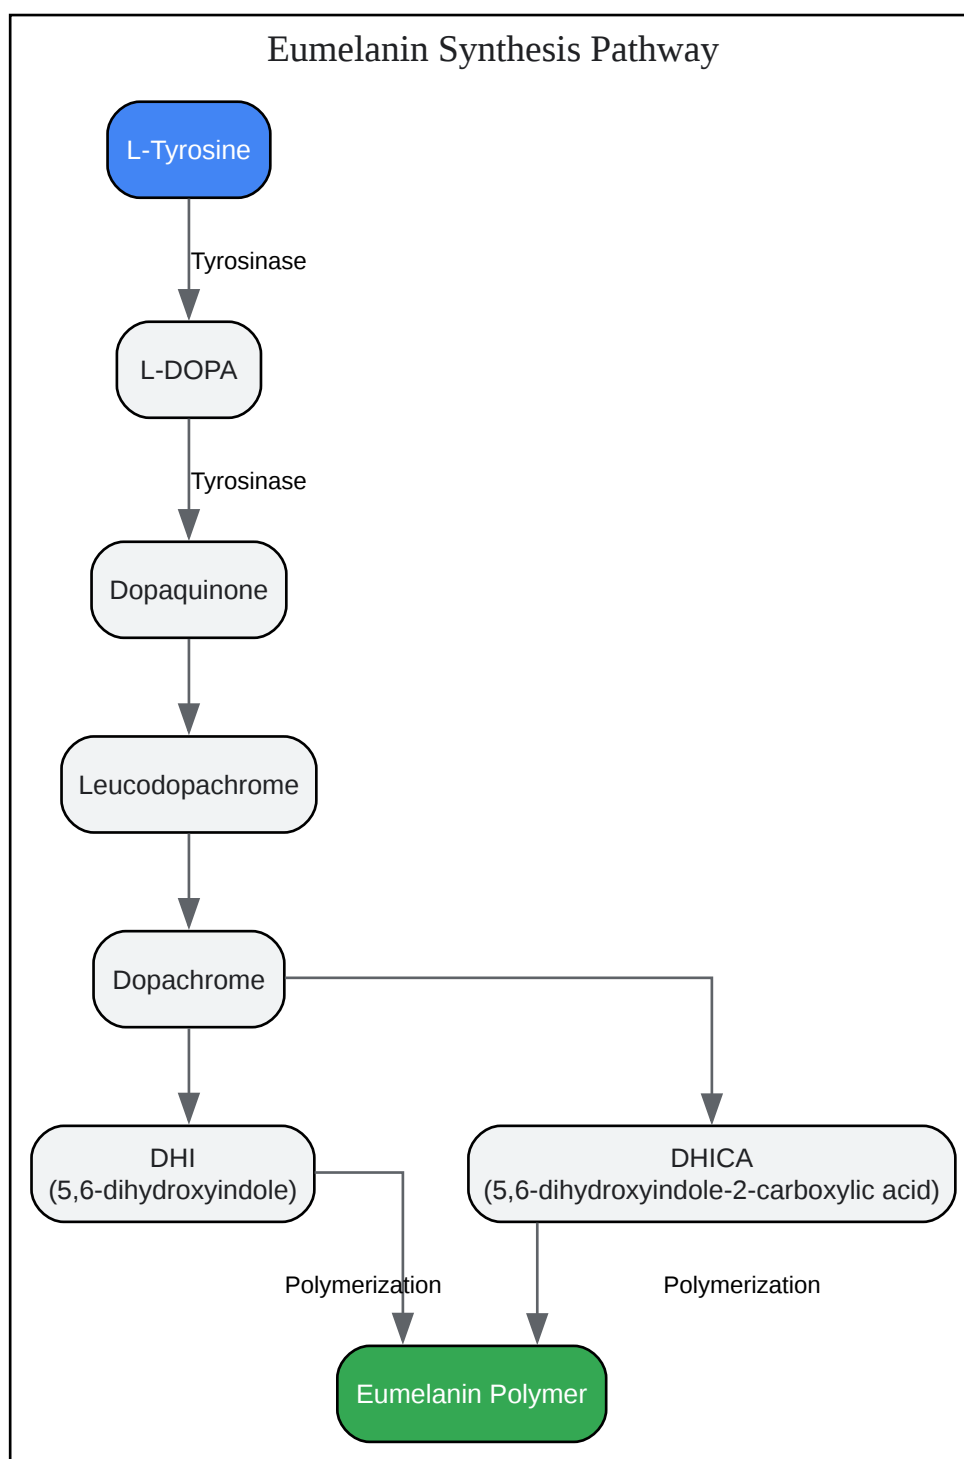 Eumelanin Synthesis Pathway
L-Tyrosine
Tyrosinase
L-DOPA
Tyrosinase
Dopaquinone
Leucodopachrome
Dopachrome
DHI
(5,6-dihydroxyindole)
DHICA
(5,6-dihydroxyindole-2-carboxylic acid)
Polymerization
Polymerization
Eumelanin Polymer